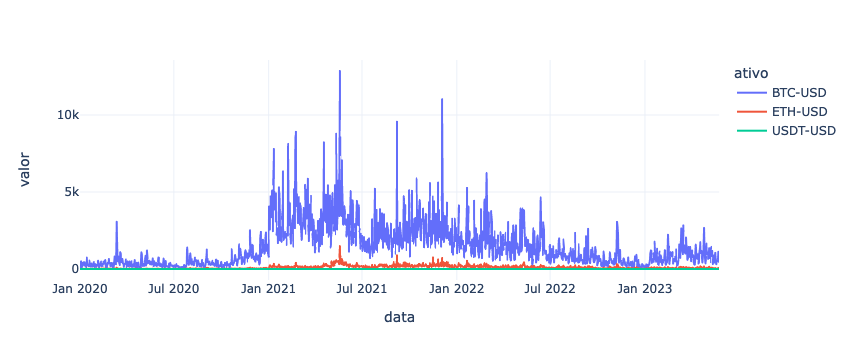 ativo
BTC-USD
ETH-USD
USDT-USD
10k
5k
0
valor
Jan 2020
Jul 2020
Jan 2021
Jul 2021
Jan 2022
Jul 2022
Jan 2023
data